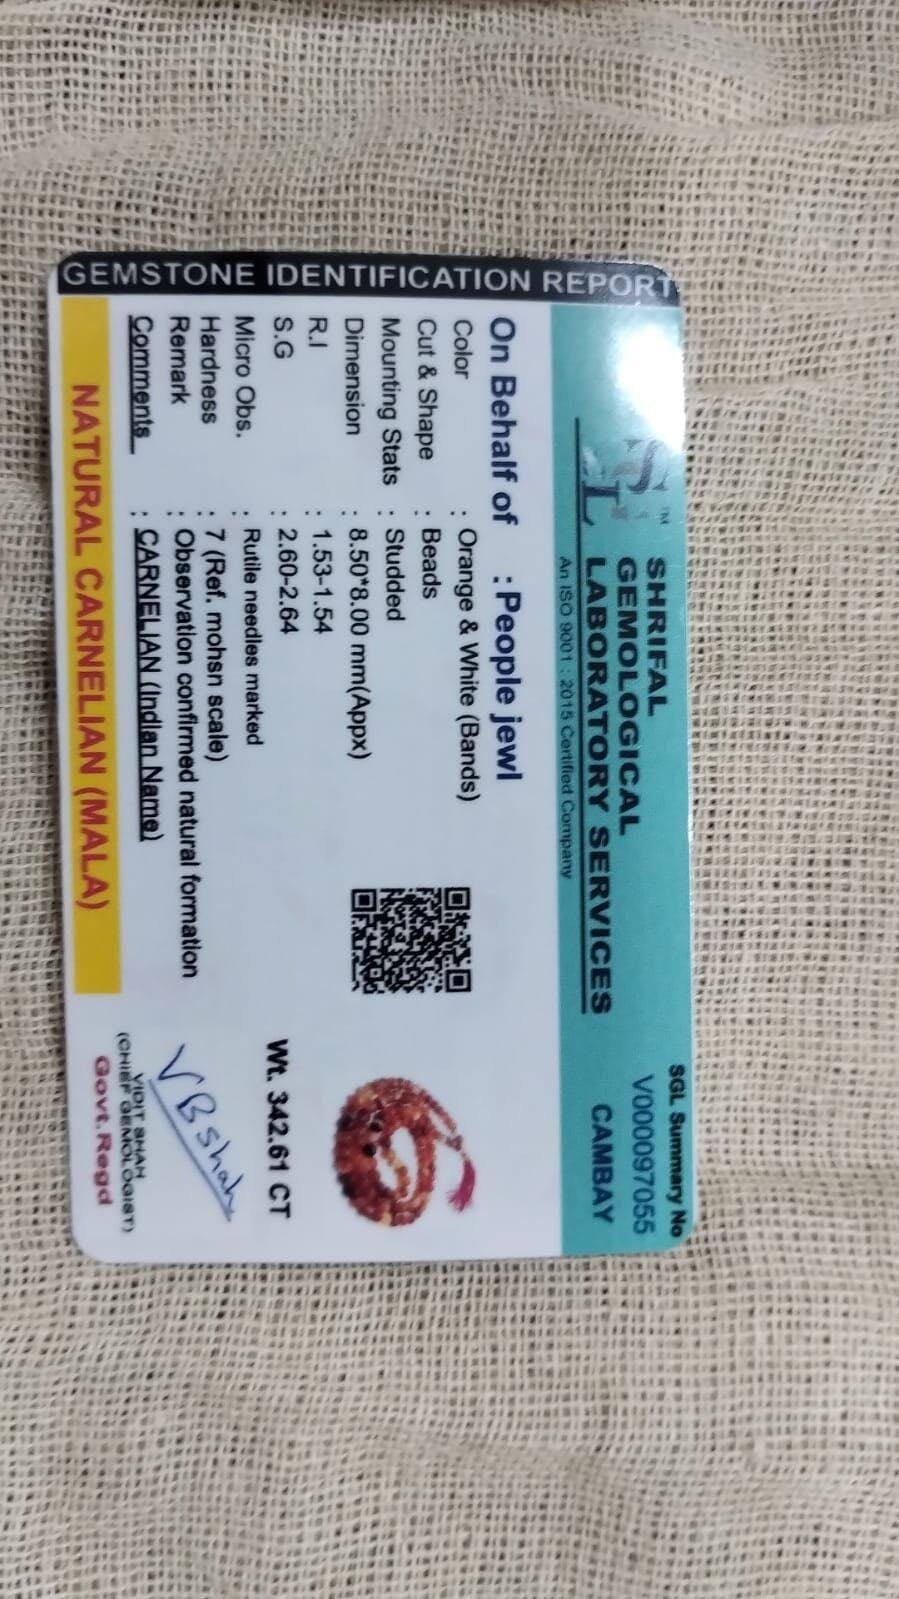 GEMSTONE IDENTIFICATION REPORT
SGL Summary No
V000097055
CAMBAY
SGL
TM
SHRIFAL
GEMOLOGICAL
LABORATORY SERVICES
An ISO 9001 : 2015 Certified Company
On Behalf of : People jewl
Color : Orange & White (Bands)
Cut & Shape : Beads
Mounting Stats : Studded
Dimension : 8.50*8.00 mm(Appx)
R.I : 1.53-1.54
S.G : 2.60-2.64
Micro Obs. : Rutile needles marked
Hardness : 7 (Ref. mohsn scale)
Remark : Observation confirmed natural formation
Comments : CARNELIAN (Indian Name)
NATURAL CARNELIAN (MALA)
Wt. 342.61 CT
VBShah
VIDIT SHAH
(CHIEF GEMOLOGIST)
Govt.Regd